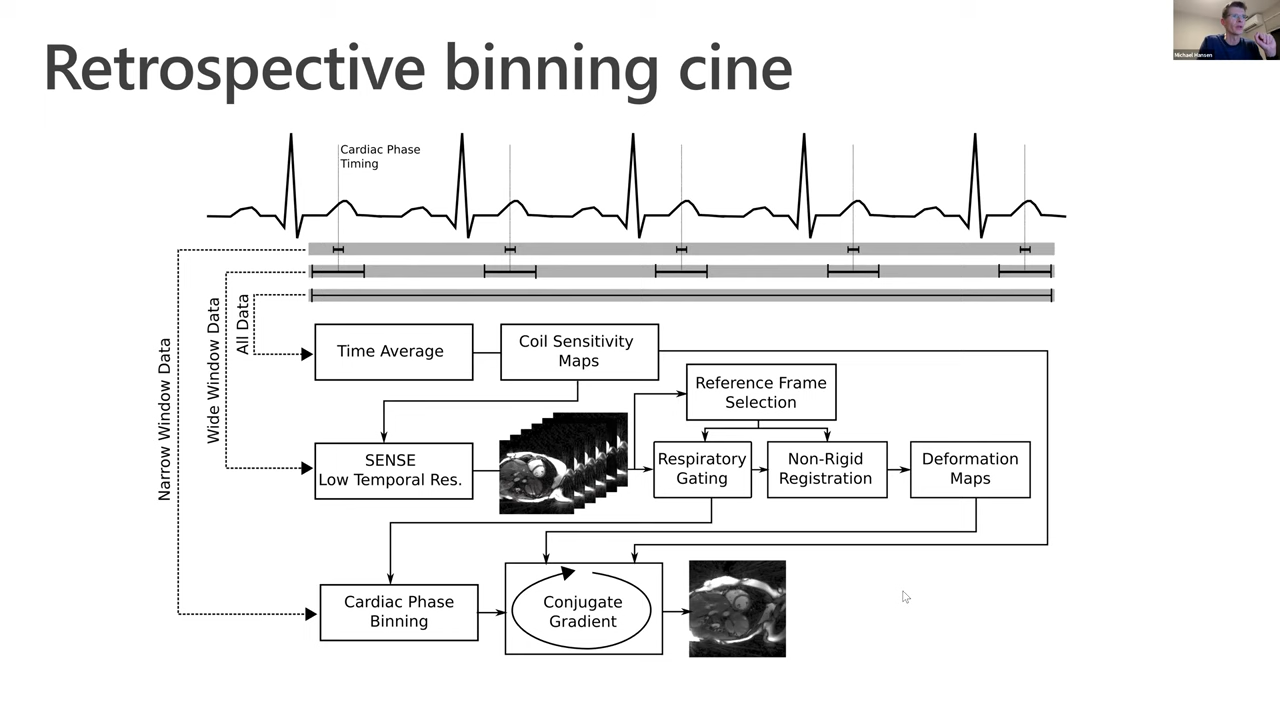 Retrospective binning cine
Michael Hansen
Cardiac Phase
Timing
Narrow Window Data
Wide Window Data
All Data
Time Average
Coil Sensitivity
Maps
Reference Frame
Selection
SENSE
Low Temporal Res.
Respiratory
Gating
Non-Rigid
Registration
Deformation
Maps
Cardiac Phase
Binning
Conjugate
Gradient